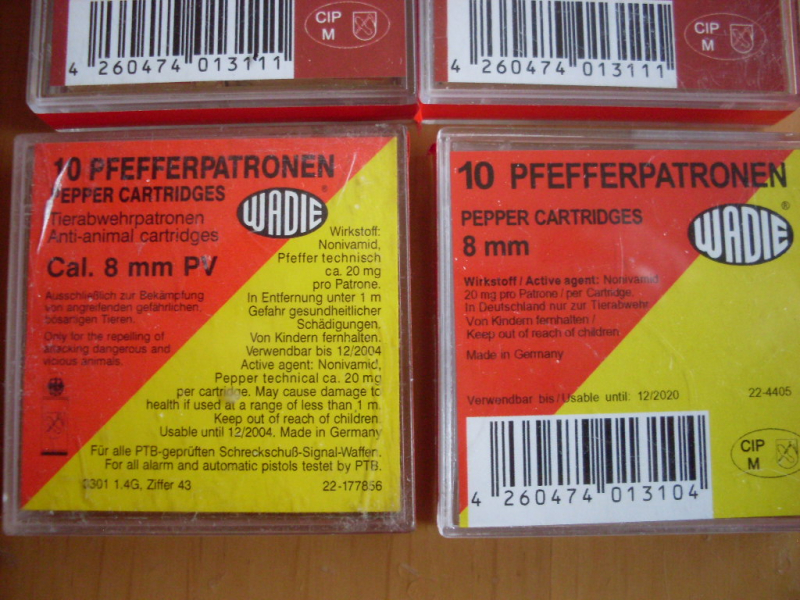 CIP
M
4 260474 013111
CIP
M
4 260474 013111
10 PFEFFERPATRONEN
PEPPER CARTRIDGES
Tierabwehrpatronen
Anti-animal cartridges
WADIE®
Cal. 8 mm PV
Ausschließlich zur Bekämpfung
von angreifenden gefährlichen,
bösartigen Tieren.
Only for the repelling of
attacking dangerous and
vicious animals.
Wirkstoff:
Nonivamid,
Pfeffer technisch
ca. 20 mg
pro Patrone.
In Entfernung unter 1 m
Gefahr gesundheitlicher
Schädigungen.
Von Kindern fernhalten.
Verwendbar bis 12/2004
Active agent: Nonivamid,
Pepper technical ca. 20 mg
per cartridge. May cause damage to
health if used at a range of less than 1 m.
Keep out of reach of children.
Usable until 12/2004. Made in Germany
Für alle PTB-geprüften Schreckschuß-Signal-Waffen.
For all alarm and automatic pistols testet by PTB.
3301 1.4G, Ziffer 43
22-177856
10 PFEFFERPATRONEN
PEPPER CARTRIDGES
8 mm
WADIE®
Wirkstoff / Active agent: Nonivamid,
20 mg pro Patrone / per Cartridge.
In Deutschland nur zur Tierabwehr.
Von Kindern fernhalten /
Keep out of reach of children
Made in Germany
Verwendbar bis / Usable until: 12/2020
22-4405
4 260474 013104
CIP
M